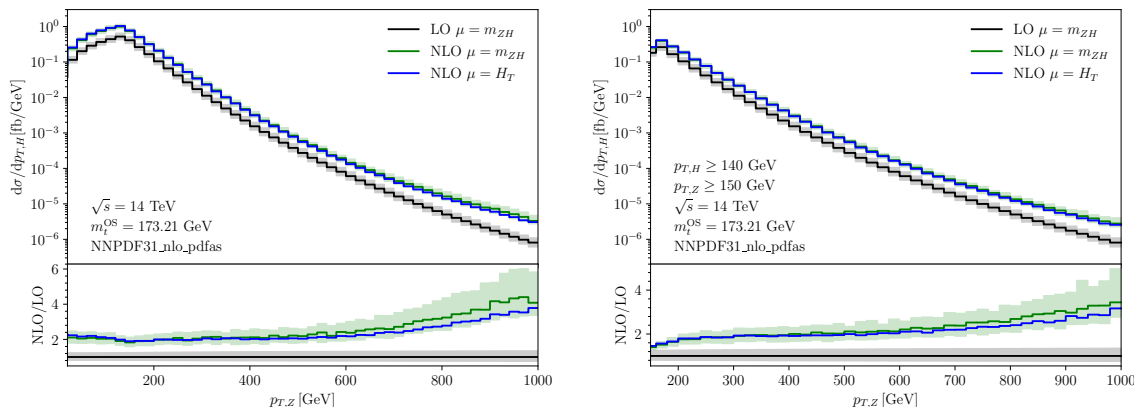 10⁰
10⁻¹
10⁻²
10⁻³
10⁻⁴
10⁻⁵
10⁻⁶
dσ/dp_{T,H} [fb/GeV]
LO μ = m_{ZH}
NLO μ = m_{ZH}
NLO μ = H_T
√s = 14 TeV
m_t^{OS} = 173.21 GeV
NNPDF31_nlo_pdfas
6
4
2
NLO/LO
200 400 600 800 1000
p_{T,Z} [GeV]
10⁰
10⁻¹
10⁻²
10⁻³
10⁻⁴
10⁻⁵
10⁻⁶
dσ/dp_{T,H} [fb/GeV]
LO μ = m_{ZH}
NLO μ = m_{ZH}
NLO μ = H_T
p_{T,H} ≥ 140 GeV
p_{T,Z} ≥ 150 GeV
√s = 14 TeV
m_t^{OS} = 173.21 GeV
NNPDF31_nlo_pdfas
4
2
NLO/LO
200 300 400 500 600 700 800 900 1000
p_{T,Z} [GeV]